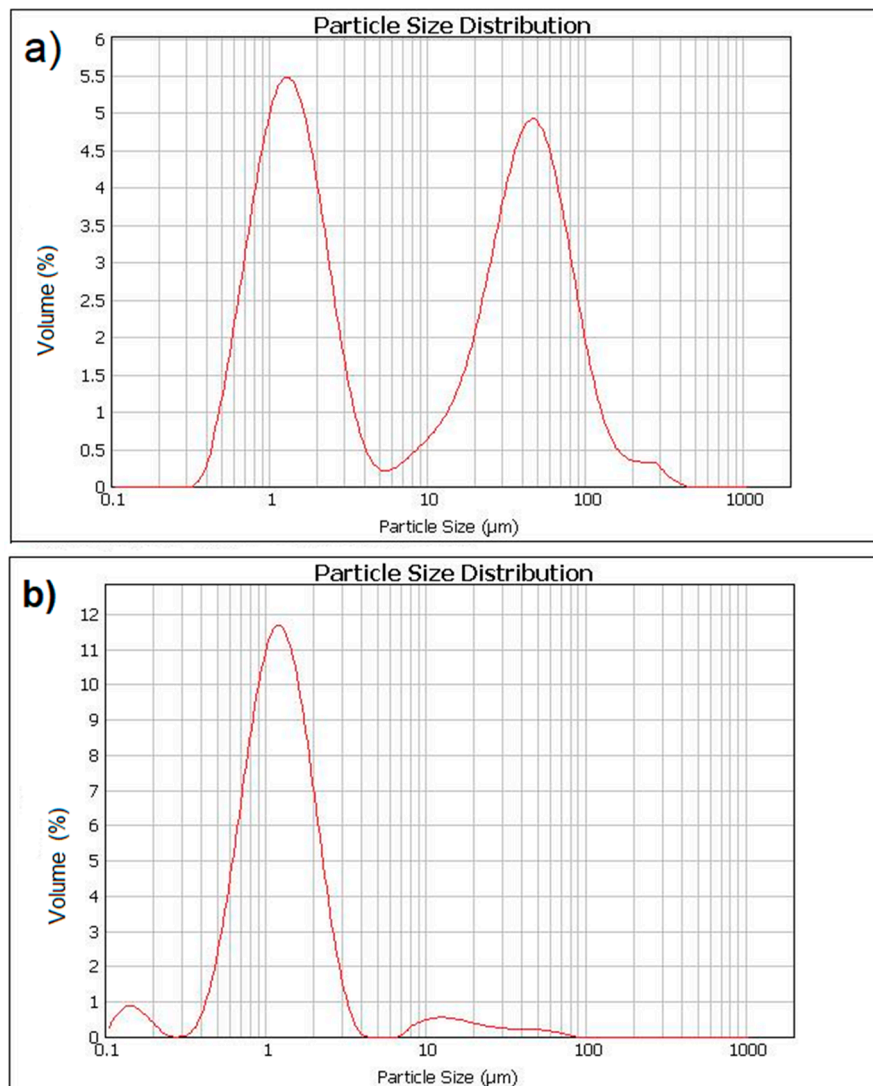 a)
Particle Size Distribution
6
5.5
5
4.5
4
3.5
3
2.5
2
1.5
1
0.5
0
Volume (%)
0.1 1 10 100 1000
Particle Size (µm)
b)
Particle Size Distribution
12
11
10
9
8
7
6
5
4
3
2
1
0
Volume (%)
0.1 1 10 100 1000
Particle Size (µm)